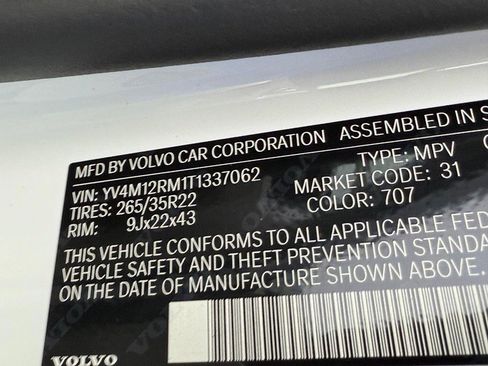 MFD BY VOLVO CAR CORPORATION ASSEMBLED IN S
VIN: YV4M12RM1T1337062 TYPE: MPV
TIRES: 265/35R22 MARKET CODE: 31
RIM: 9Jx22x43 COLOR: 707
THIS VEHICLE CONFORMS TO ALL APPLICABLE FED
VEHICLE SAFETY AND THEFT PREVENTION STANDA
ON THE DATE OF MANUFACTURE SHOWN ABOVE.
VOLVO